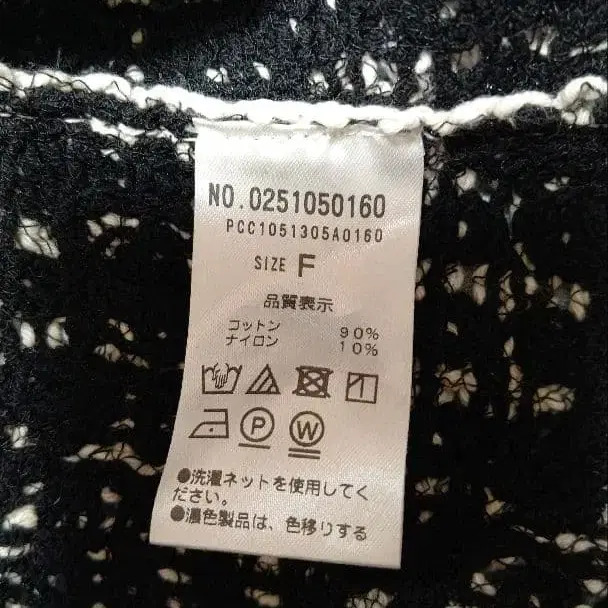 NO.0251050160
PCC1051305A0160
SIZE F
品質表示
コットン 90%
ナイロン 10%
P W
●洗濯ネットを使用してく
ださい。
●濃色製品は、色移りする